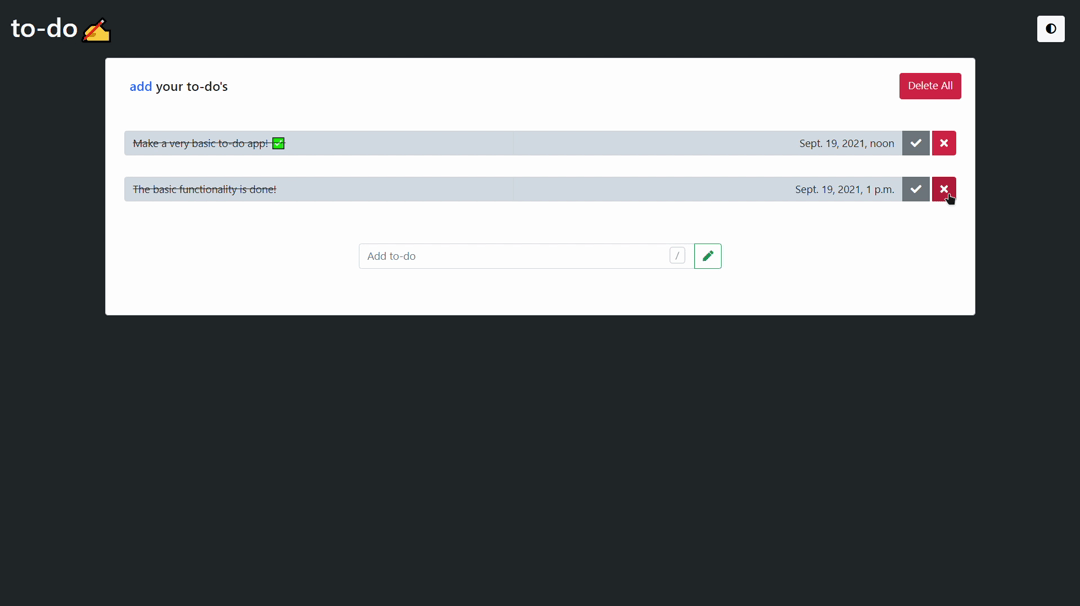 to-do ✍
add your to-do's
Delete All
Make a very basic to-do app! ✅
Sept. 19, 2021, noon
The basic functionality is done!
Sept. 19, 2021, 1 p.m.
Add to-do
/